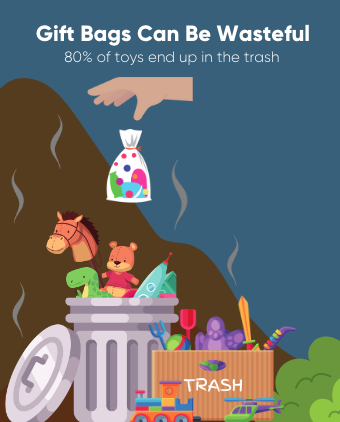 Gift Bags Can Be Wasteful
80% of toys end up in the trash
TRASH